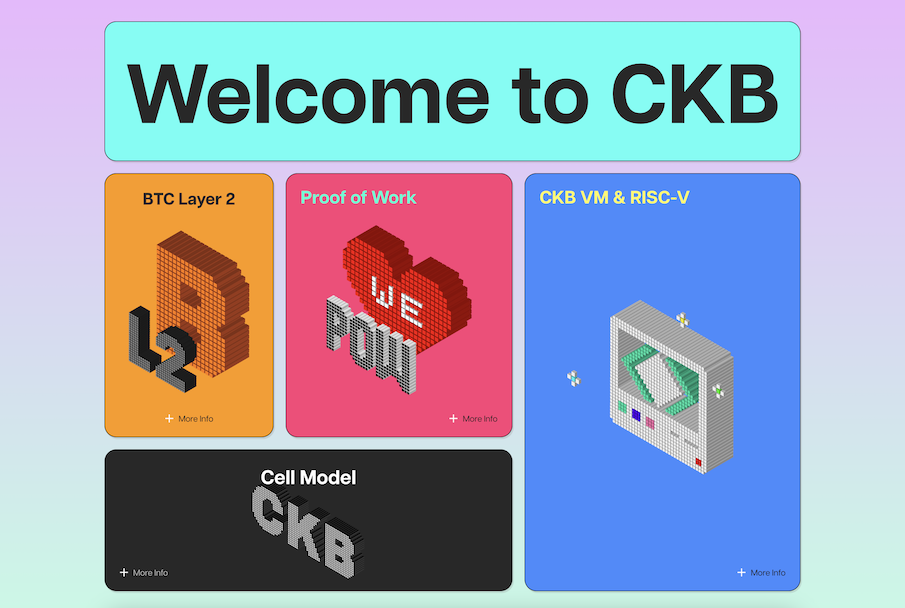 Welcome to CKB
BTC Layer 2
B
L2
+ More Info
Proof of Work
WE
POW
+ More Info
CKB VM & RISC-V
+ More Info
Cell Model
CKB
+ More Info